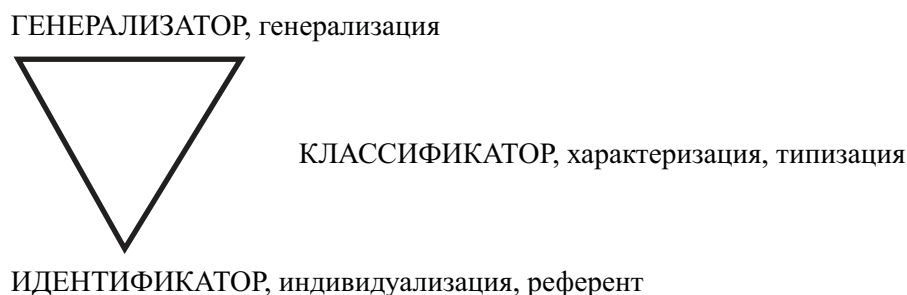 ГЕНЕРАЛИЗАТОР, генерализация
КЛАССИФИКАТОР, характеризация, типизация
ИДЕНТИФИКАТОР, индивидуализация, референт